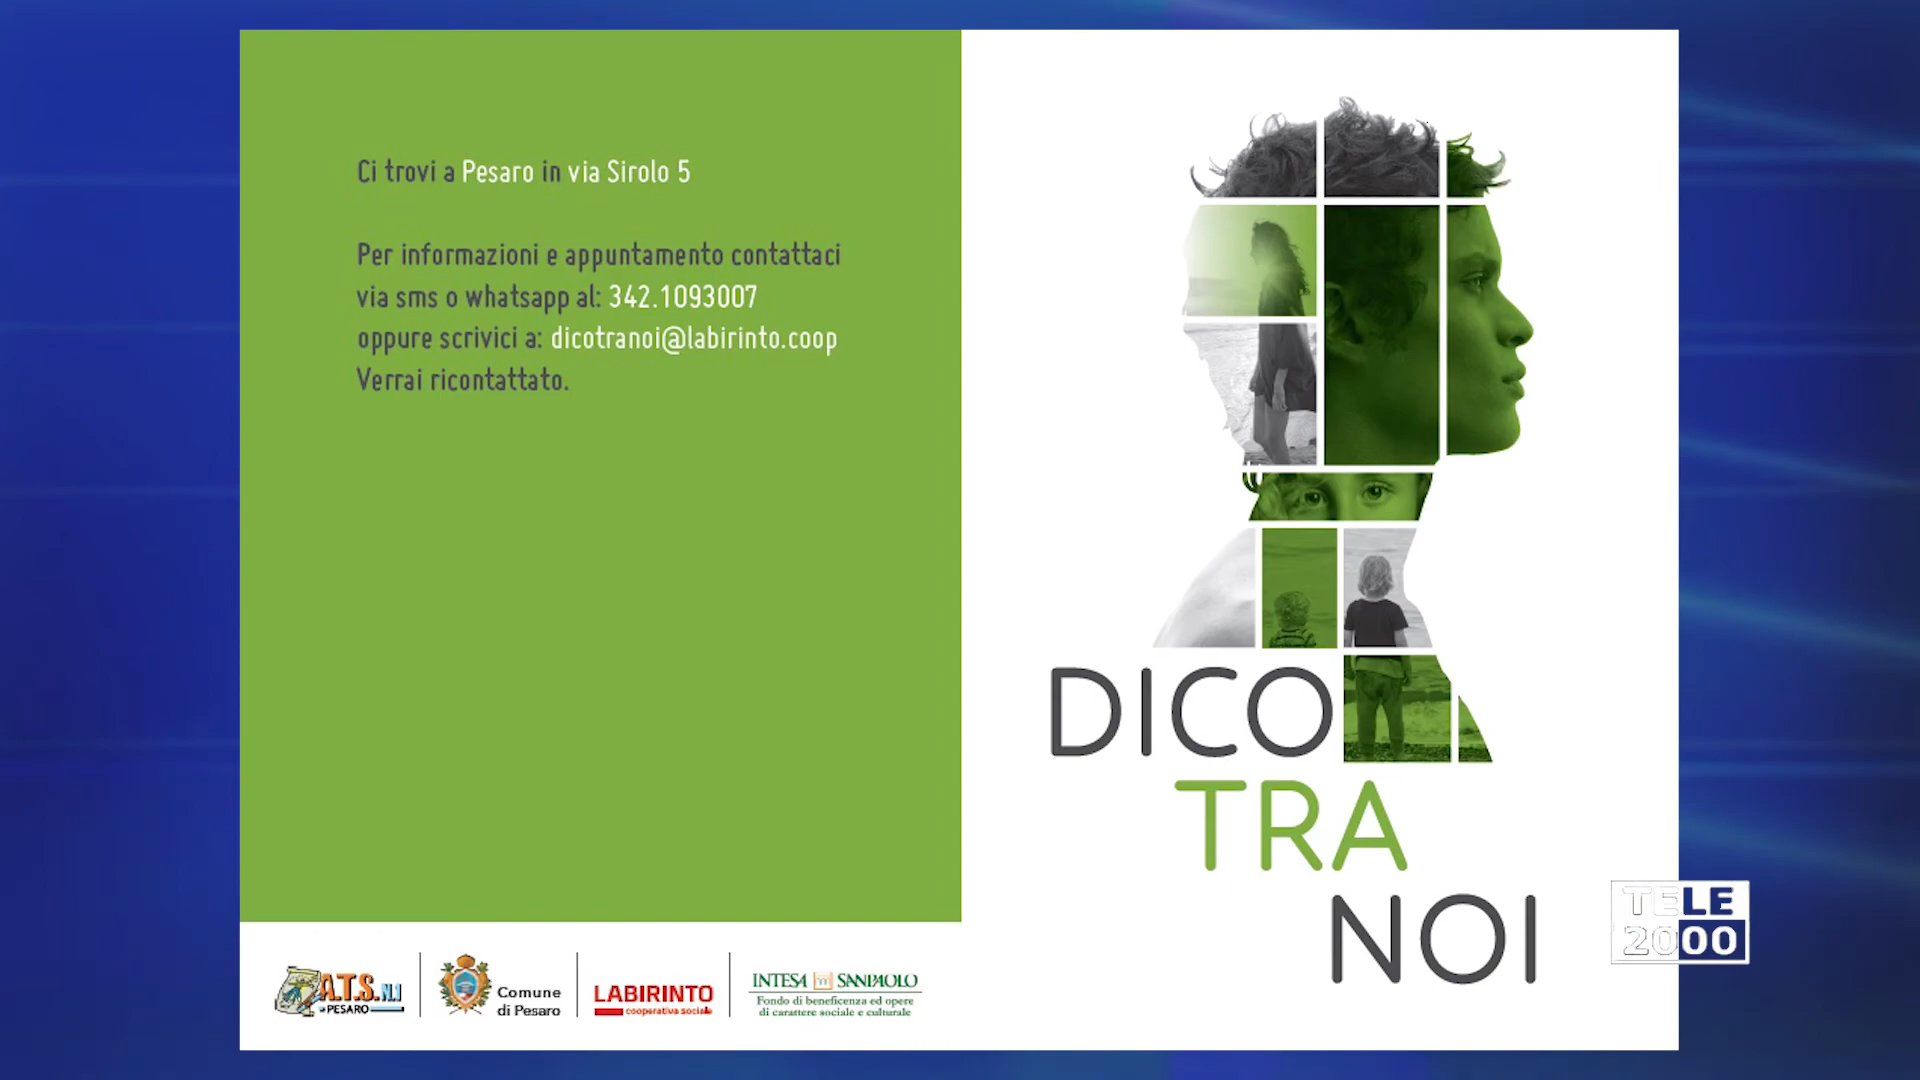 Ci trovi a Pesaro in via Sirolo 5
Per informazioni e appuntamento contattaci
via sms o whatsapp al: 342.1093007
oppure scrivici a: dicotranoi@labirinto.coop
Verrai ricontattato.
DICO
TRA
NOI
A.T.S. N.1
PESARO
Comune
di Pesaro
LABIRINTO
cooperativa sociale
INTESA SANPAOLO
Fondo di beneficenza ed opere
di carattere sociale e culturale
TELE
2000